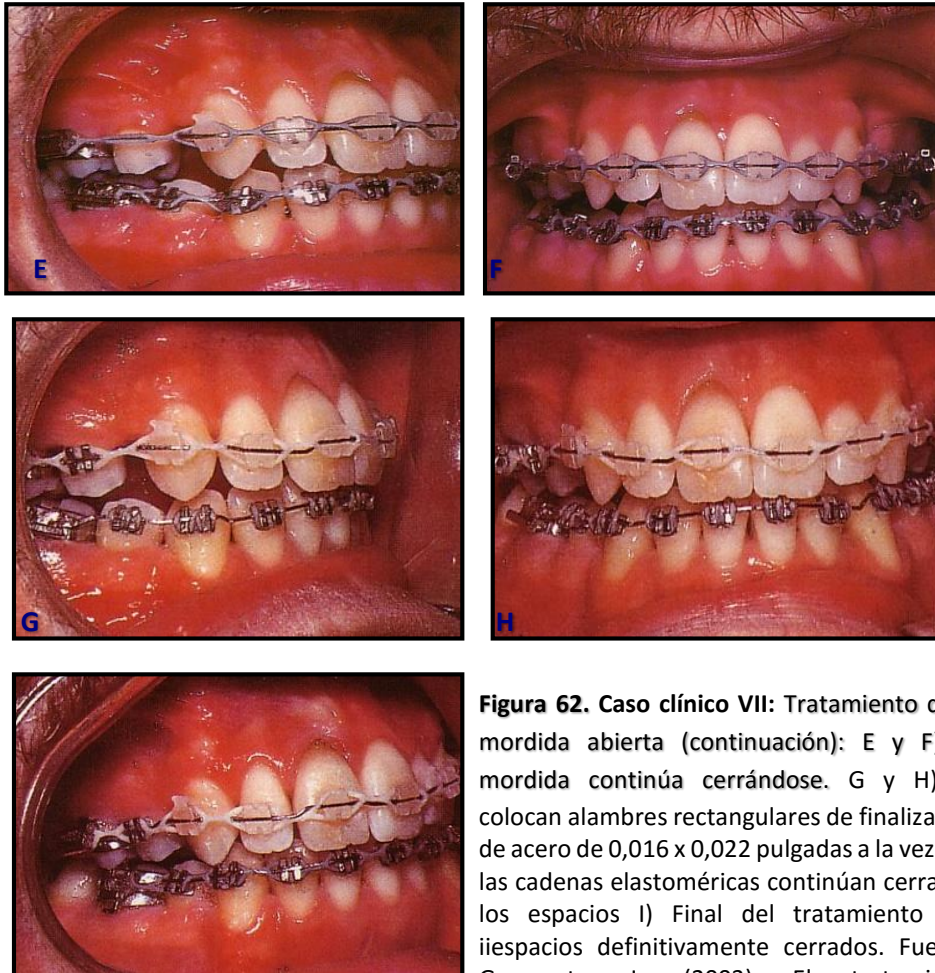 E
F
G
H
Figura 62. Caso clínico VII: Tratamiento
mordida abierta (continuación): E y F
mordida continúa cerrándose. G y H)
colocan alambres rectangulares de finaliza
de acero de 0,016 x 0,022 pulgadas a la vez
las cadenas elastoméricas continúan cerra
los espacios I) Final del tratamiento
iiespacios definitivamente cerrados. Fue